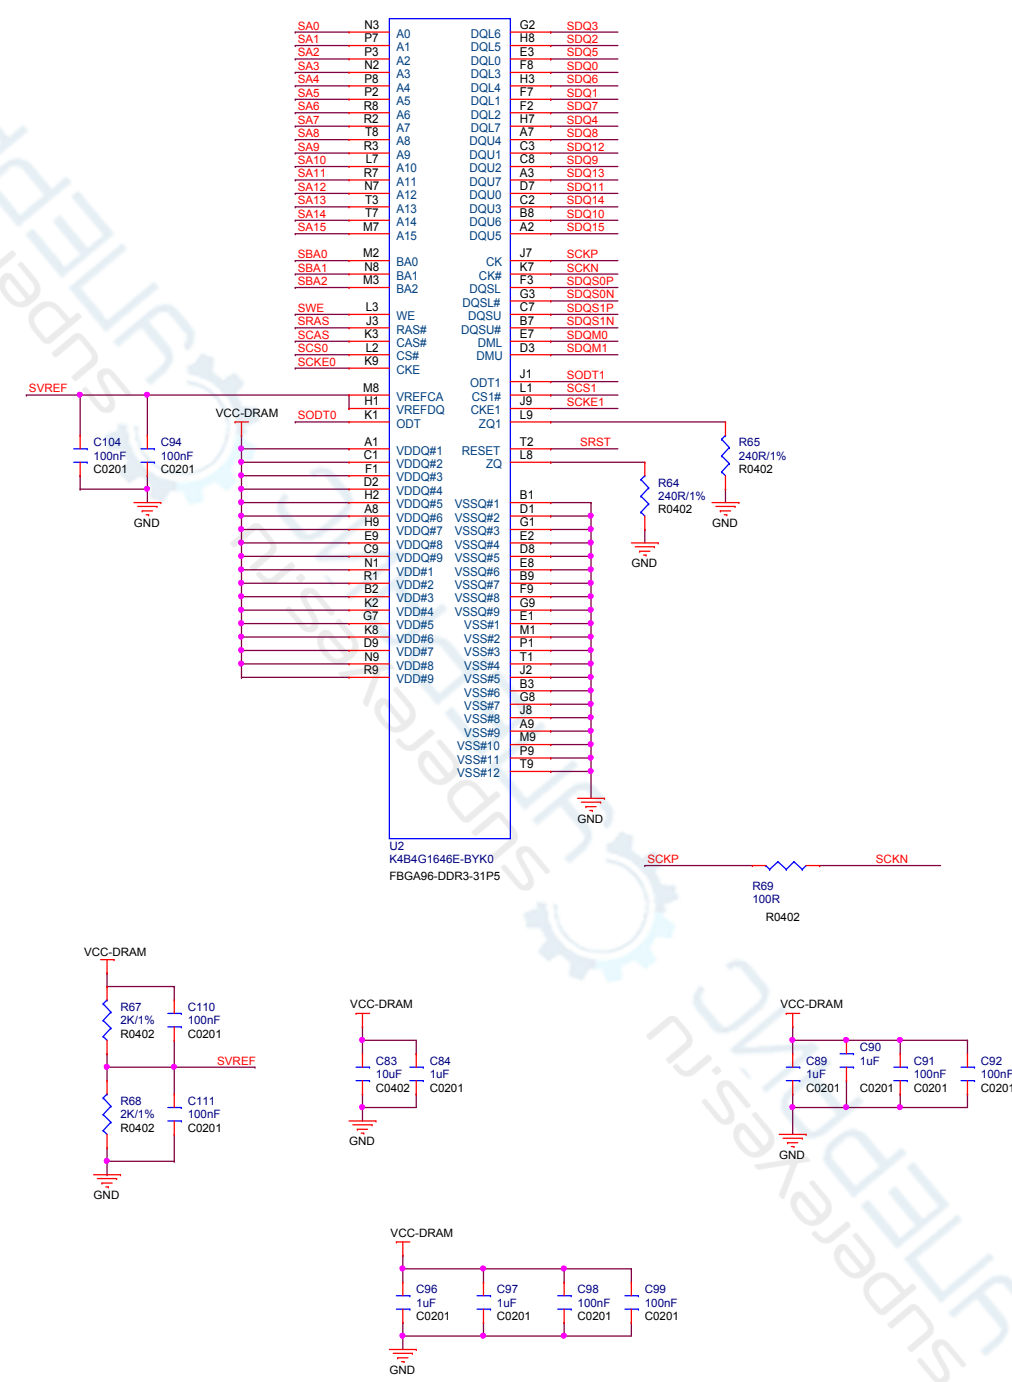 SA0 N3 A0 DQL6 G2 SDQ3
SA1 P7 A1 DQL5 H8 SDQ2
SA2 P3 A2 DQL0 E3 SDQ5
SA3 N2 A3 DQL3 F8 SDQ0
SA4 P8 A4 DQL4 H3 SDQ6
SA5 P2 A5 DQL1 F7 SDQ1
SA6 R8 A6 DQL2 F2 SDQ7
SA7 R2 A7 DQL7 H7 SDQ4
SA8 T8 A8 DQU4 A7 SDQ8
SA9 R3 A9 DQU1 C3 SDQ12
SA10 L7 A10 DQU2 C8 SDQ9
SA11 R7 A11 DQU7 A3 SDQ13
SA12 N7 A12 DQU0 D7 SDQ11
SA13 T3 A13 DQU3 C2 SDQ14
SA14 T7 A14 DQU6 B8 SDQ10
SA15 M7 A15 DQU5 A2 SDQ15
SBA0 M2 BA0 CK J7 SCKP
SBA1 N8 BA1 CK# K7 SCKN
SBA2 M3 BA2 DQSL F3 SDQS0P
DQSL# G3 SDQS0N
SWE L3 WE DQSU C7 SDQS1P
SRAS J3 RAS# DQSU# B7 SDQS1N
SCAS K3 CAS# DML E7 SDQM0
SCS0 L2 CS# DMU D3 SDQM1
SCKE0 K9 CKE
ODT1 J1 SODT1
SVREF M8 VREFCA CS1# L1 SCS1
H1 VREFDQ CKE1 J9 SCKE1
VCC-DRAM SODT0 K1 ODT ZQ1 L9
A1 VDDQ#1 RESET T2 SRST
C1 VDDQ#2 ZQ L8
F1 VDDQ#3
D2 VDDQ#4
H2 VDDQ#5 VSSQ#1 B1
A8 VDDQ#6 VSSQ#2 D1
H9 VDDQ#7 VSSQ#3 G1
E9 VDDQ#8 VSSQ#4 E2
C9 VDDQ#9 VSSQ#5 D8
N1 VDD#1 VSSQ#6 E8
R1 VDD#2 VSSQ#7 B9
B2 VDD#3 VSSQ#8 F9
K2 VDD#4 VSSQ#9 G9
G7 VDD#5 VSS#1 E1
K8 VDD#6 VSS#2 M1
D9 VDD#7 VSS#3 P1
N9 VDD#8 VSS#4 T1
R9 VDD#9 VSS#5 J2
VSS#6 B3
VSS#7 G8
VSS#8 J8
VSS#9 A9
VSS#10 M9
VSS#11 P9
VSS#12 T9
C104 C94
100nF 100nF
C0201 C0201
GND
R65
240R/1%
R0402
GND
R64
240R/1%
R0402
GND
GND
U2
K4B4G1646E-BYK0
FBGA96-DDR3-31P5
SCKP SCKN
R69
100R
R0402
VCC-DRAM
R67 C110
2K/1% 100nF
R0402 C0201
SVREF
R68 C111
2K/1% 100nF
R0402 C0201
GND
VCC-DRAM
C83 C84
10uF 1uF
C0402 C0201
GND
VCC-DRAM
C89 C90 C91 C92
1uF 1uF 100nF 100nF
C0201 C0201 C0201 C0201
GND
VCC-DRAM
C96 C97 C98 C99
1uF 1uF 100nF 100nF
C0201 C0201 C0201 C0201
GND